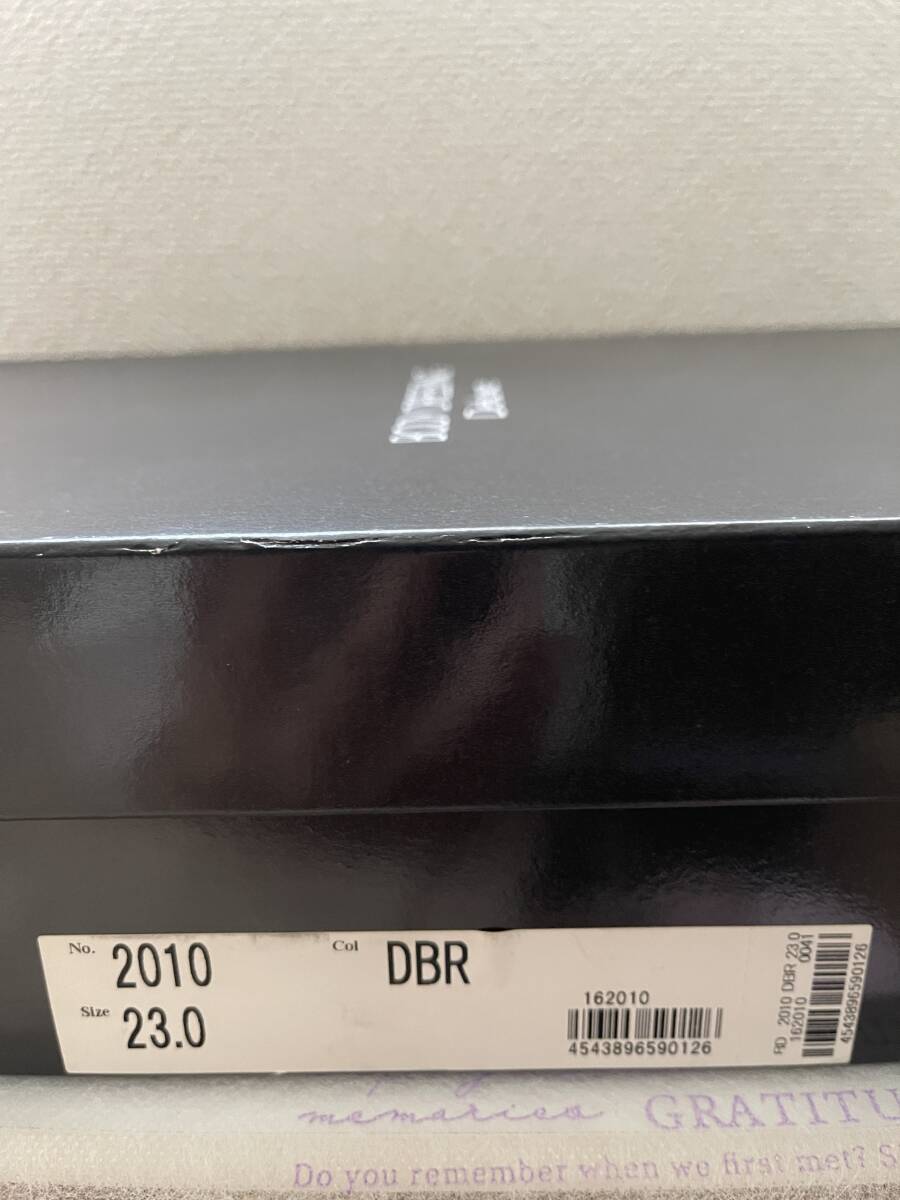 No. 2010 Col DBR
Size 23.0
162010
4543896590126
RD 2010 DBR 23.0
162010 0041
4543896590126
memories GRATITU
Do you remember when we first met? S